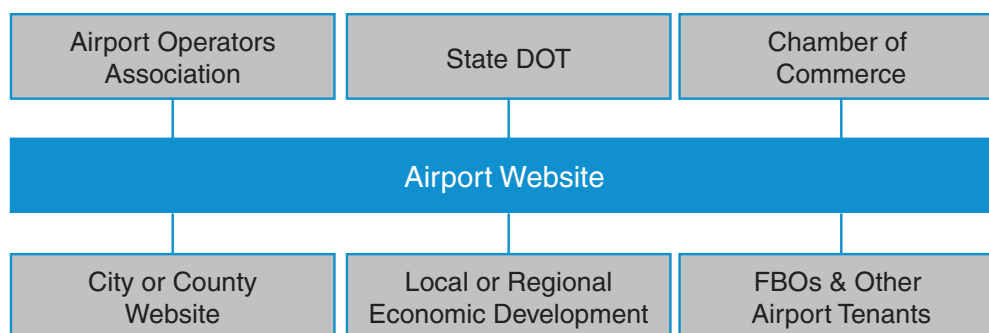 Airport Operators
Association
State DOT
Chamber of
Commerce
Airport Website
City or County
Website
Local or Regional
Economic Development
FBOs & Other
Airport Tenants